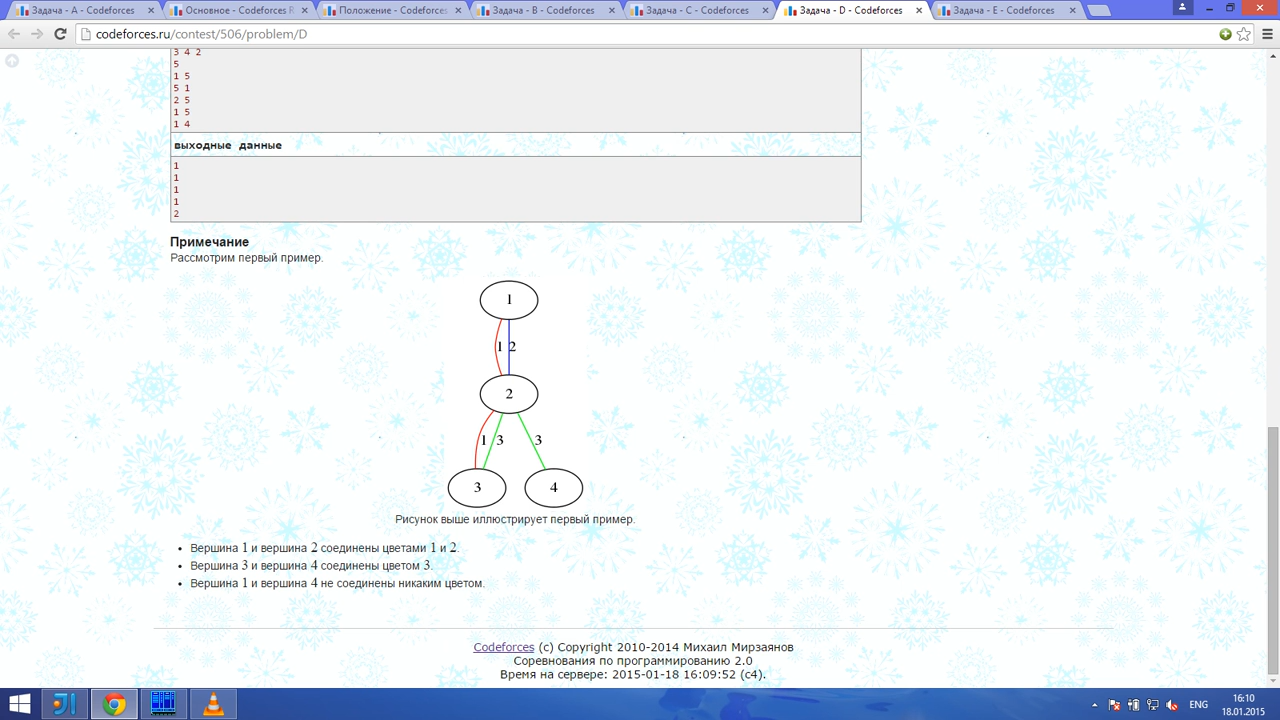 Задача - A - Codeforces
Основное - Codeforces R
Положение - Codeforces
Задача - B - Codeforces
Задача - C - Codeforces
Задача - D - Codeforces
Задача - E - Codeforces
codeforces.ru/contest/506/problem/D
3 4 2
5
1 5
5 1
2 5
1 5
1 4
выходные данные
1
1
1
1
2
Примечание
Рассмотрим первый пример.
1
1 2
2
1 3 3
3 4
Рисунок выше иллюстрирует первый пример.
Вершина 1 и вершина 2 соединены цветами 1 и 2.
Вершина 3 и вершина 4 соединены цветом 3.
Вершина 1 и вершина 4 не соединены никаким цветом.
Codeforces (c) Copyright 2010-2014 Михаил Мирзаянов
Соревнования по программированию 2.0
Время на сервере: 2015-01-18 16:09:52 (c4).
ENG
16:10
18.01.2015